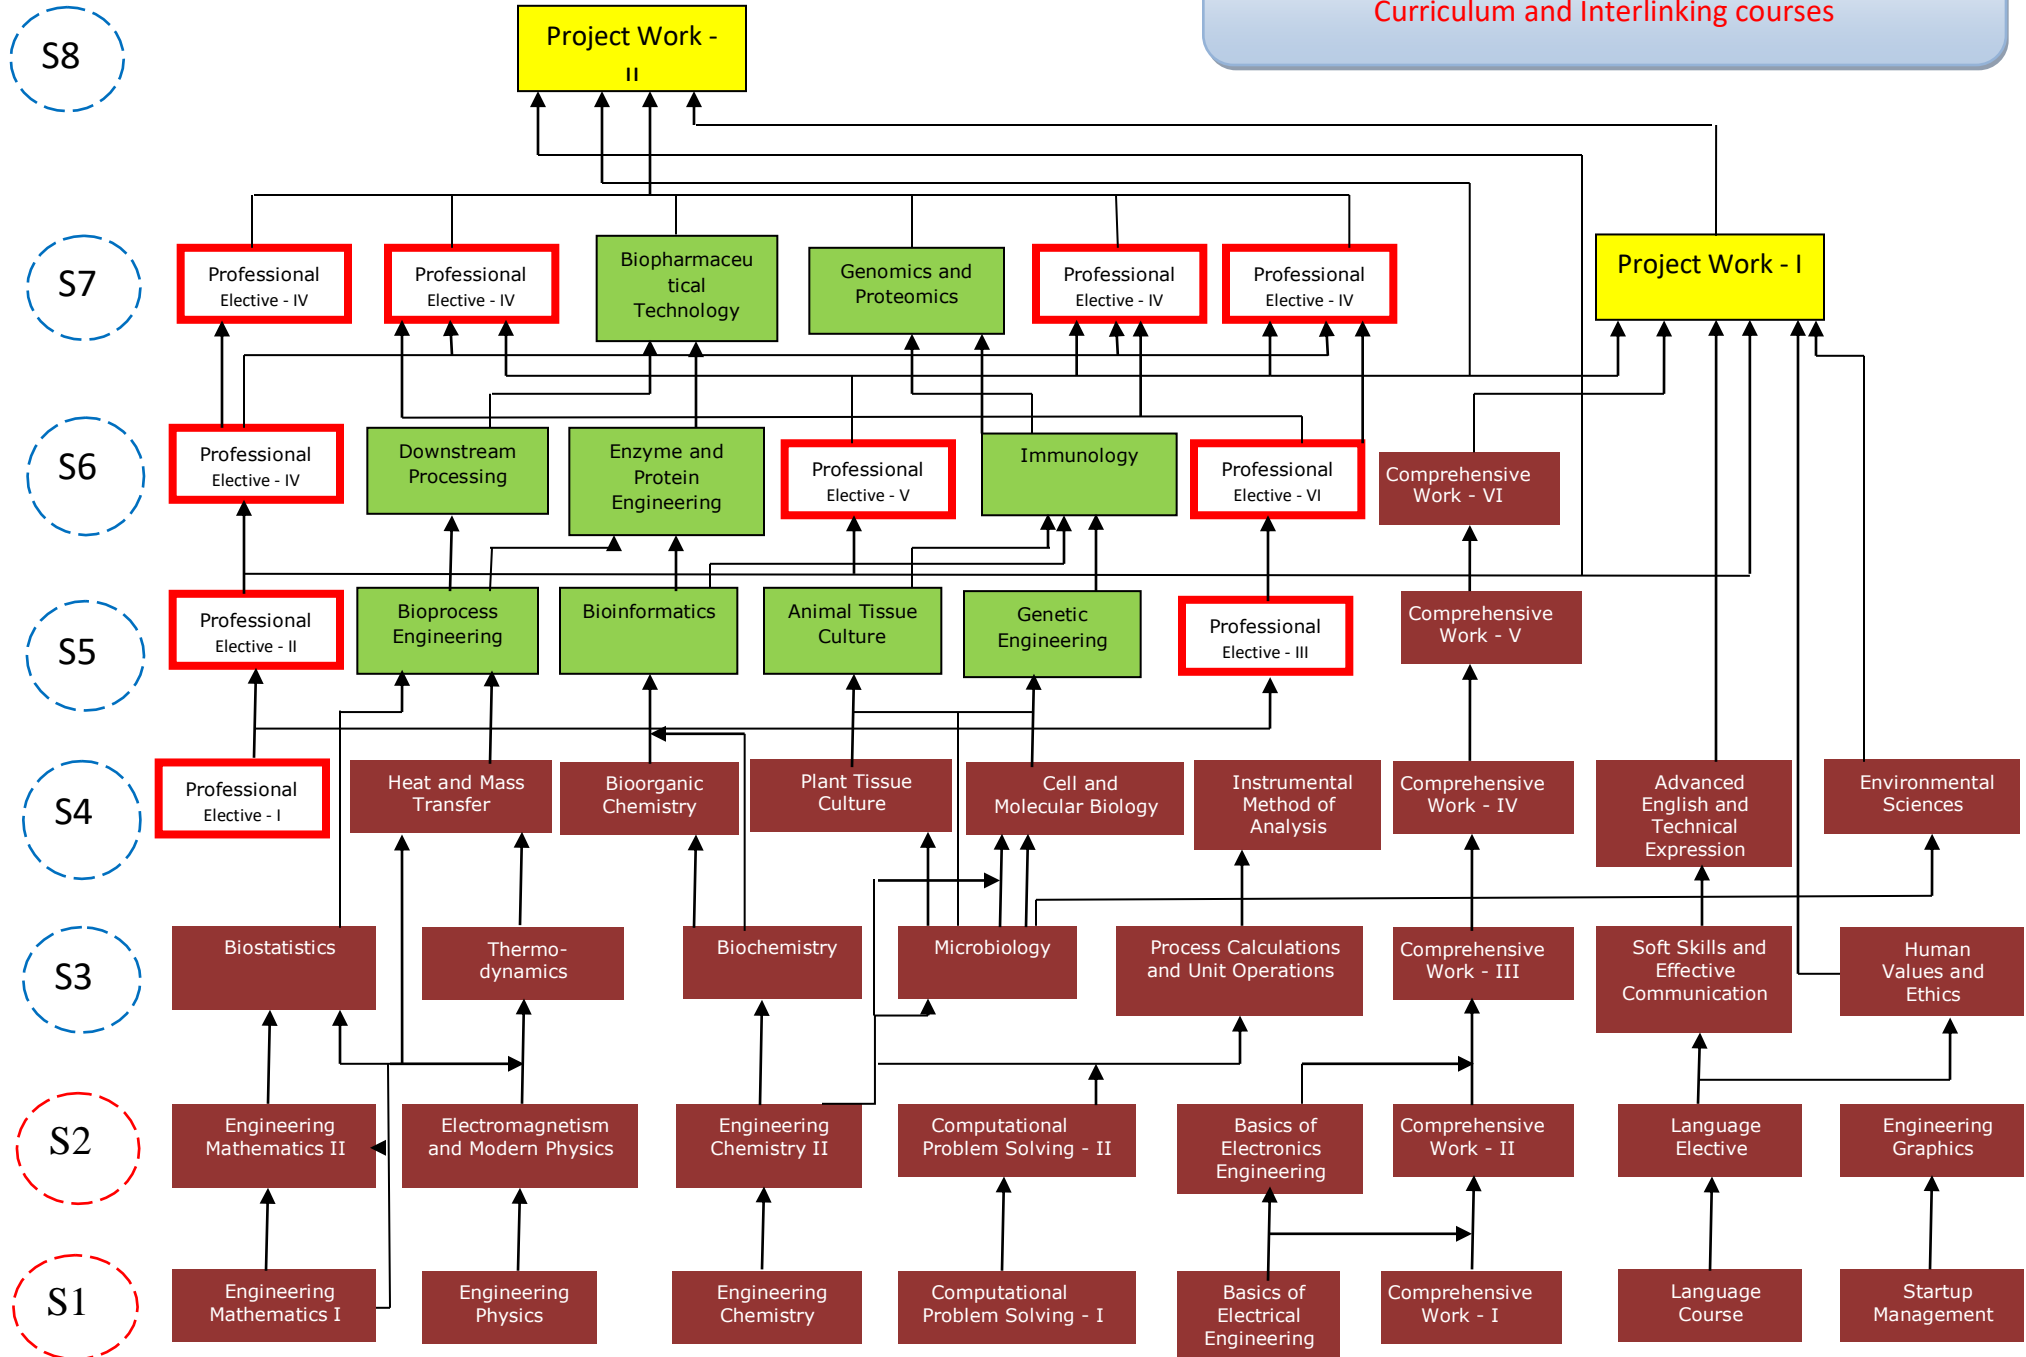 Curriculum and Interlinking courses
S8
Project Work -
II
S7
Professional
Elective - IV
Professional
Elective - IV
Biopharmaceu
tical
Technology
Genomics and
Proteomics
Professional
Elective - IV
Professional
Elective - IV
Project Work - I
S6
Professional
Elective - IV
Downstream
Processing
Enzyme and
Protein
Engineering
Professional
Elective - V
Immunology
Professional
Elective - VI
Comprehensive
Work - VI
S5
Professional
Elective - II
Bioprocess
Engineering
Bioinformatics
Animal Tissue
Culture
Genetic
Engineering
Professional
Elective - III
Comprehensive
Work - V
S4
Professional
Elective - I
Heat and Mass
Transfer
Bioorganic
Chemistry
Plant Tissue
Culture
Cell and
Molecular Biology
Instrumental
Method of
Analysis
Comprehensive
Work - IV
Advanced
English and
Technical
Expression
Environmental
Sciences
S3
Biostatistics
Thermo-
dynamics
Biochemistry
Microbiology
Process Calculations
and Unit Operations
Comprehensive
Work - III
Soft Skills and
Effective
Communication
Human
Values and
Ethics
S2
Engineering
Mathematics II
Electromagnetism
and Modern Physics
Engineering
Chemistry II
Computational
Problem Solving - II
Basics of
Electronics
Engineering
Comprehensive
Work - II
Language
Elective
Engineering
Graphics
S1
Engineering
Mathematics I
Engineering
Physics
Engineering
Chemistry
Computational
Problem Solving - I
Basics of
Electrical
Engineering
Comprehensive
Work - I
Language
Course
Startup
Management